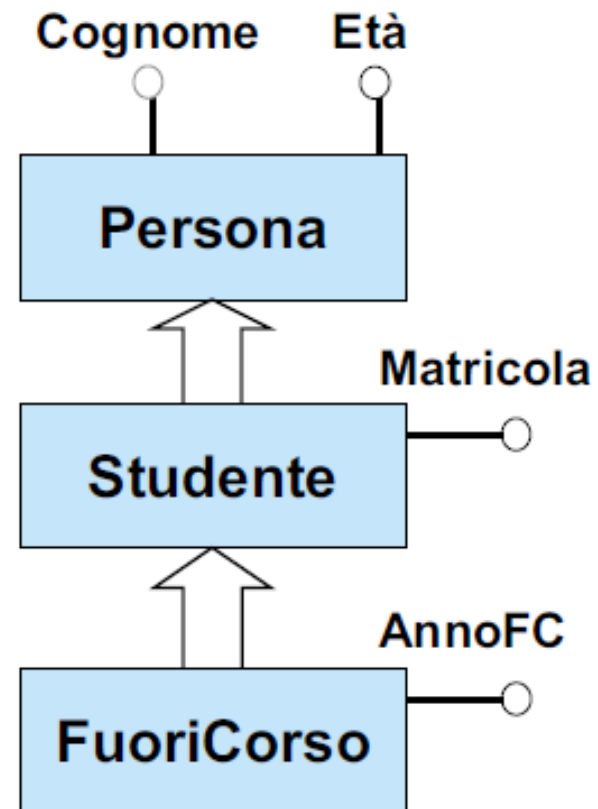 Cognome Età
Persona
Matricola
Studente
AnnoFC
FuoriCorso